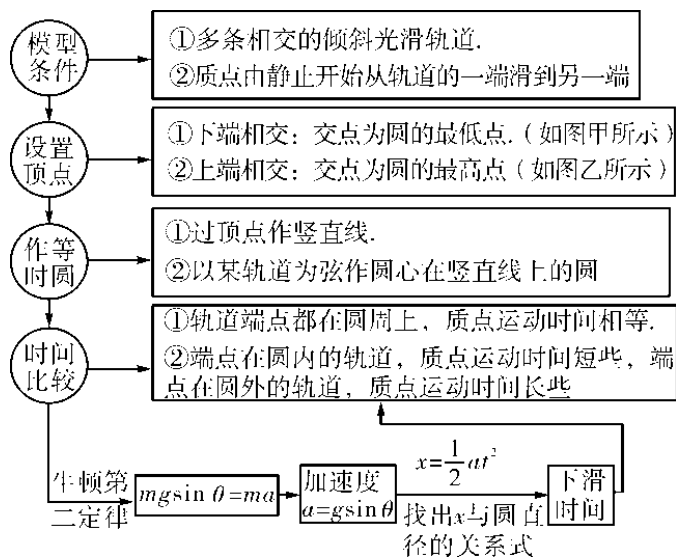 模型
条件
①多条相交的倾斜光滑轨道.
②质点由静止开始从轨道的一端滑到另一端
设置
顶点
①下端相交：交点为圆的最低点.（如图甲所示）
②上端相交：交点为圆的最高点（如图乙所示）
作等
时圆
①过顶点作竖直线.
②以某轨道为弦作圆心在竖直线上的圆
时间
比较
①轨道端点都在圆周上，质点运动时间相等.
②端点在圆内的轨道，质点运动时间短些，端
点在圆外的轨道，质点运动时间长些
牛顿第
二定律
mgsin θ=ma
加速度
a=gsinθ
x=\frac{1}{2}at²
找出x与圆直
径的关系式
下滑
时间